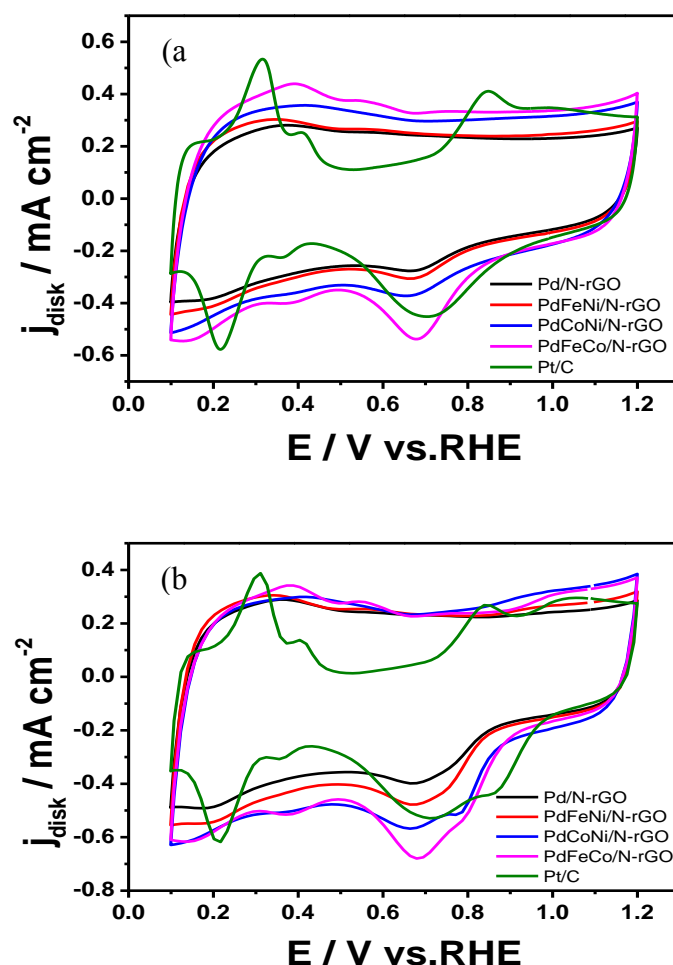 (a
0.6
0.4
0.2
0.0
-0.2
-0.4
-0.6
j_disk / mA cm⁻²
Pd/N-rGO
PdFeNi/N-rGO
PdCoNi/N-rGO
PdFeCo/N-rGO
Pt/C
0.0 0.2 0.4 0.6 0.8 1.0 1.2
E / V vs.RHE
(b
0.4
0.2
0.0
-0.2
-0.4
-0.6
-0.8
j_disk / mA cm⁻²
Pd/N-rGO
PdFeNi/N-rGO
PdCoNi/N-rGO
PdFeCo/N-rGO
Pt/C
0.0 0.2 0.4 0.6 0.8 1.0 1.2
E / V vs.RHE